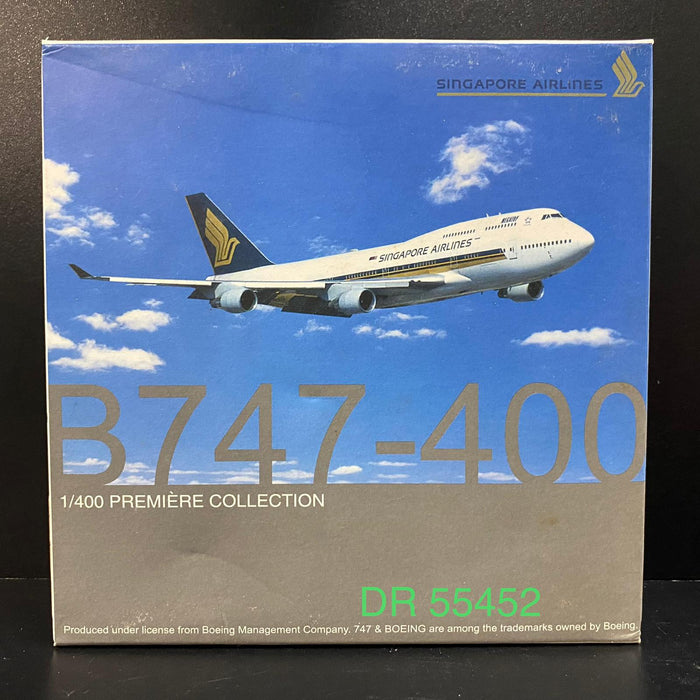 SINGAPORE AIRLINES
MEGATOP
SINGAPORE AIRLINES
B747-400
1/400 PREMIÈRE COLLECTION
DR 55452
Produced under license from Boeing Management Company. 747 & BOEING are among the trademarks owned by Boeing.